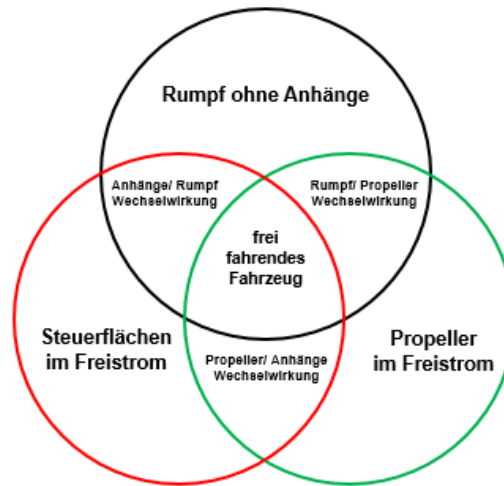 Rumpf ohne Anhänge
Anhänge/ Rumpf
Wechselwirkung
Rumpf/ Propeller
Wechselwirkung
frei
fahrendes
Fahrzeug
Steuerflächen
im Freistrom
Propeller/ Anhänge
Wechselwirkung
Propeller
im Freistrom